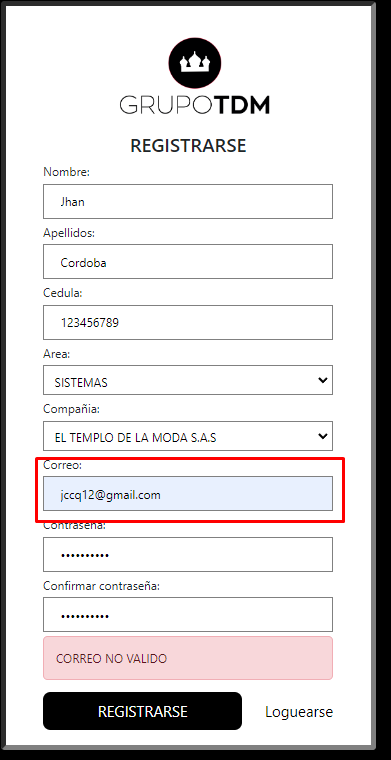 GRUPOTDM
REGISTRARSE
Nombre:
Jhan
Apellidos:
Cordoba
Cedula:
123456789
Area:
SISTEMAS
Compañia:
EL TEMPLO DE LA MODA S.A.S
Correo:
jccq12@gmail.com
Contraseña:
••••••••••
Confirmar contraseña:
••••••••••
CORREO NO VALIDO
REGISTRARSE Loguearse